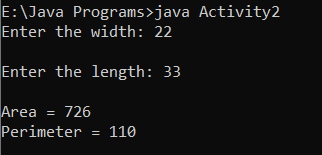 E:\Java Programs>java Activity2
Enter the width: 22
Enter the length: 33
Area = 726
Perimeter = 110